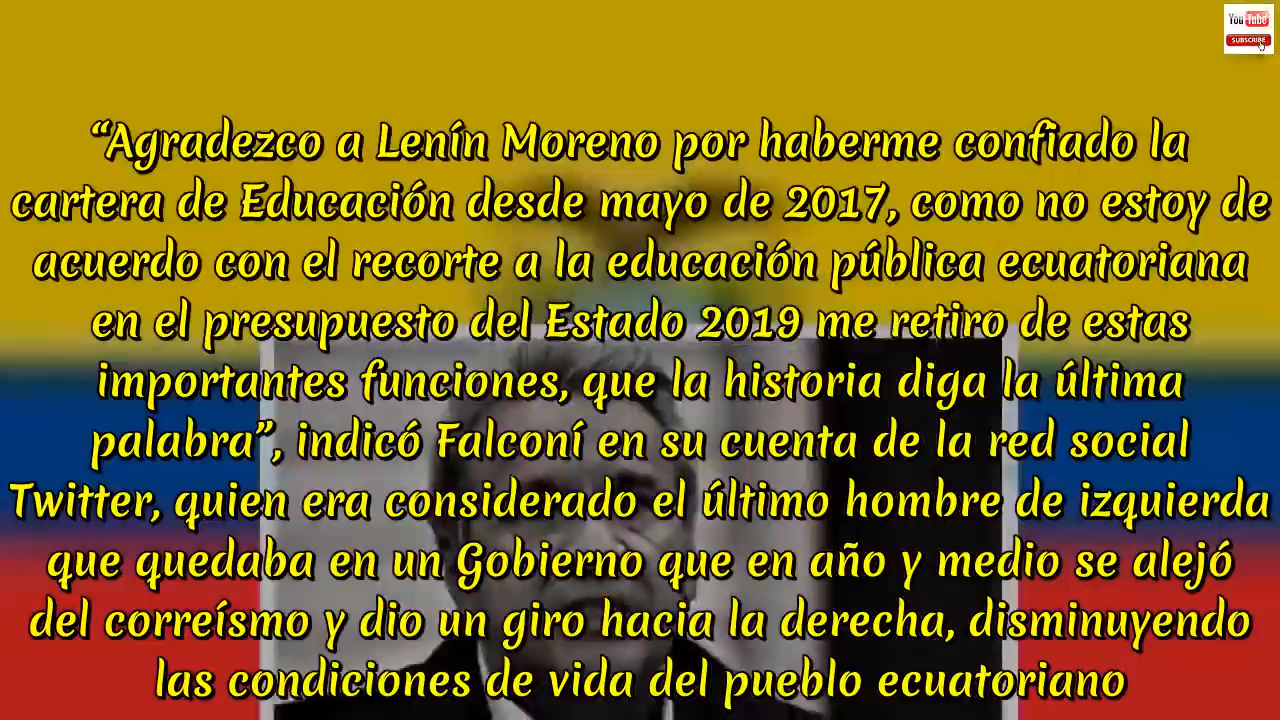 You Tube
SUBSCRIBE
“Agradezco a Lenín Moreno por haberme confiado la
cartera de Educación desde mayo de 2017, como no estoy de
acuerdo con el recorte a la educación pública ecuatoriana
en el presupuesto del Estado 2019 me retiro de estas
importantes funciones, que la historia diga la última
palabra”, indicó Falconí en su cuenta de la red social
Twitter, quien era considerado el último hombre de izquierda
que quedaba en un Gobierno que en año y medio se alejó
del correísmo y dio un giro hacia la derecha, disminuyendo
las condiciones de vida del pueblo ecuatoriano